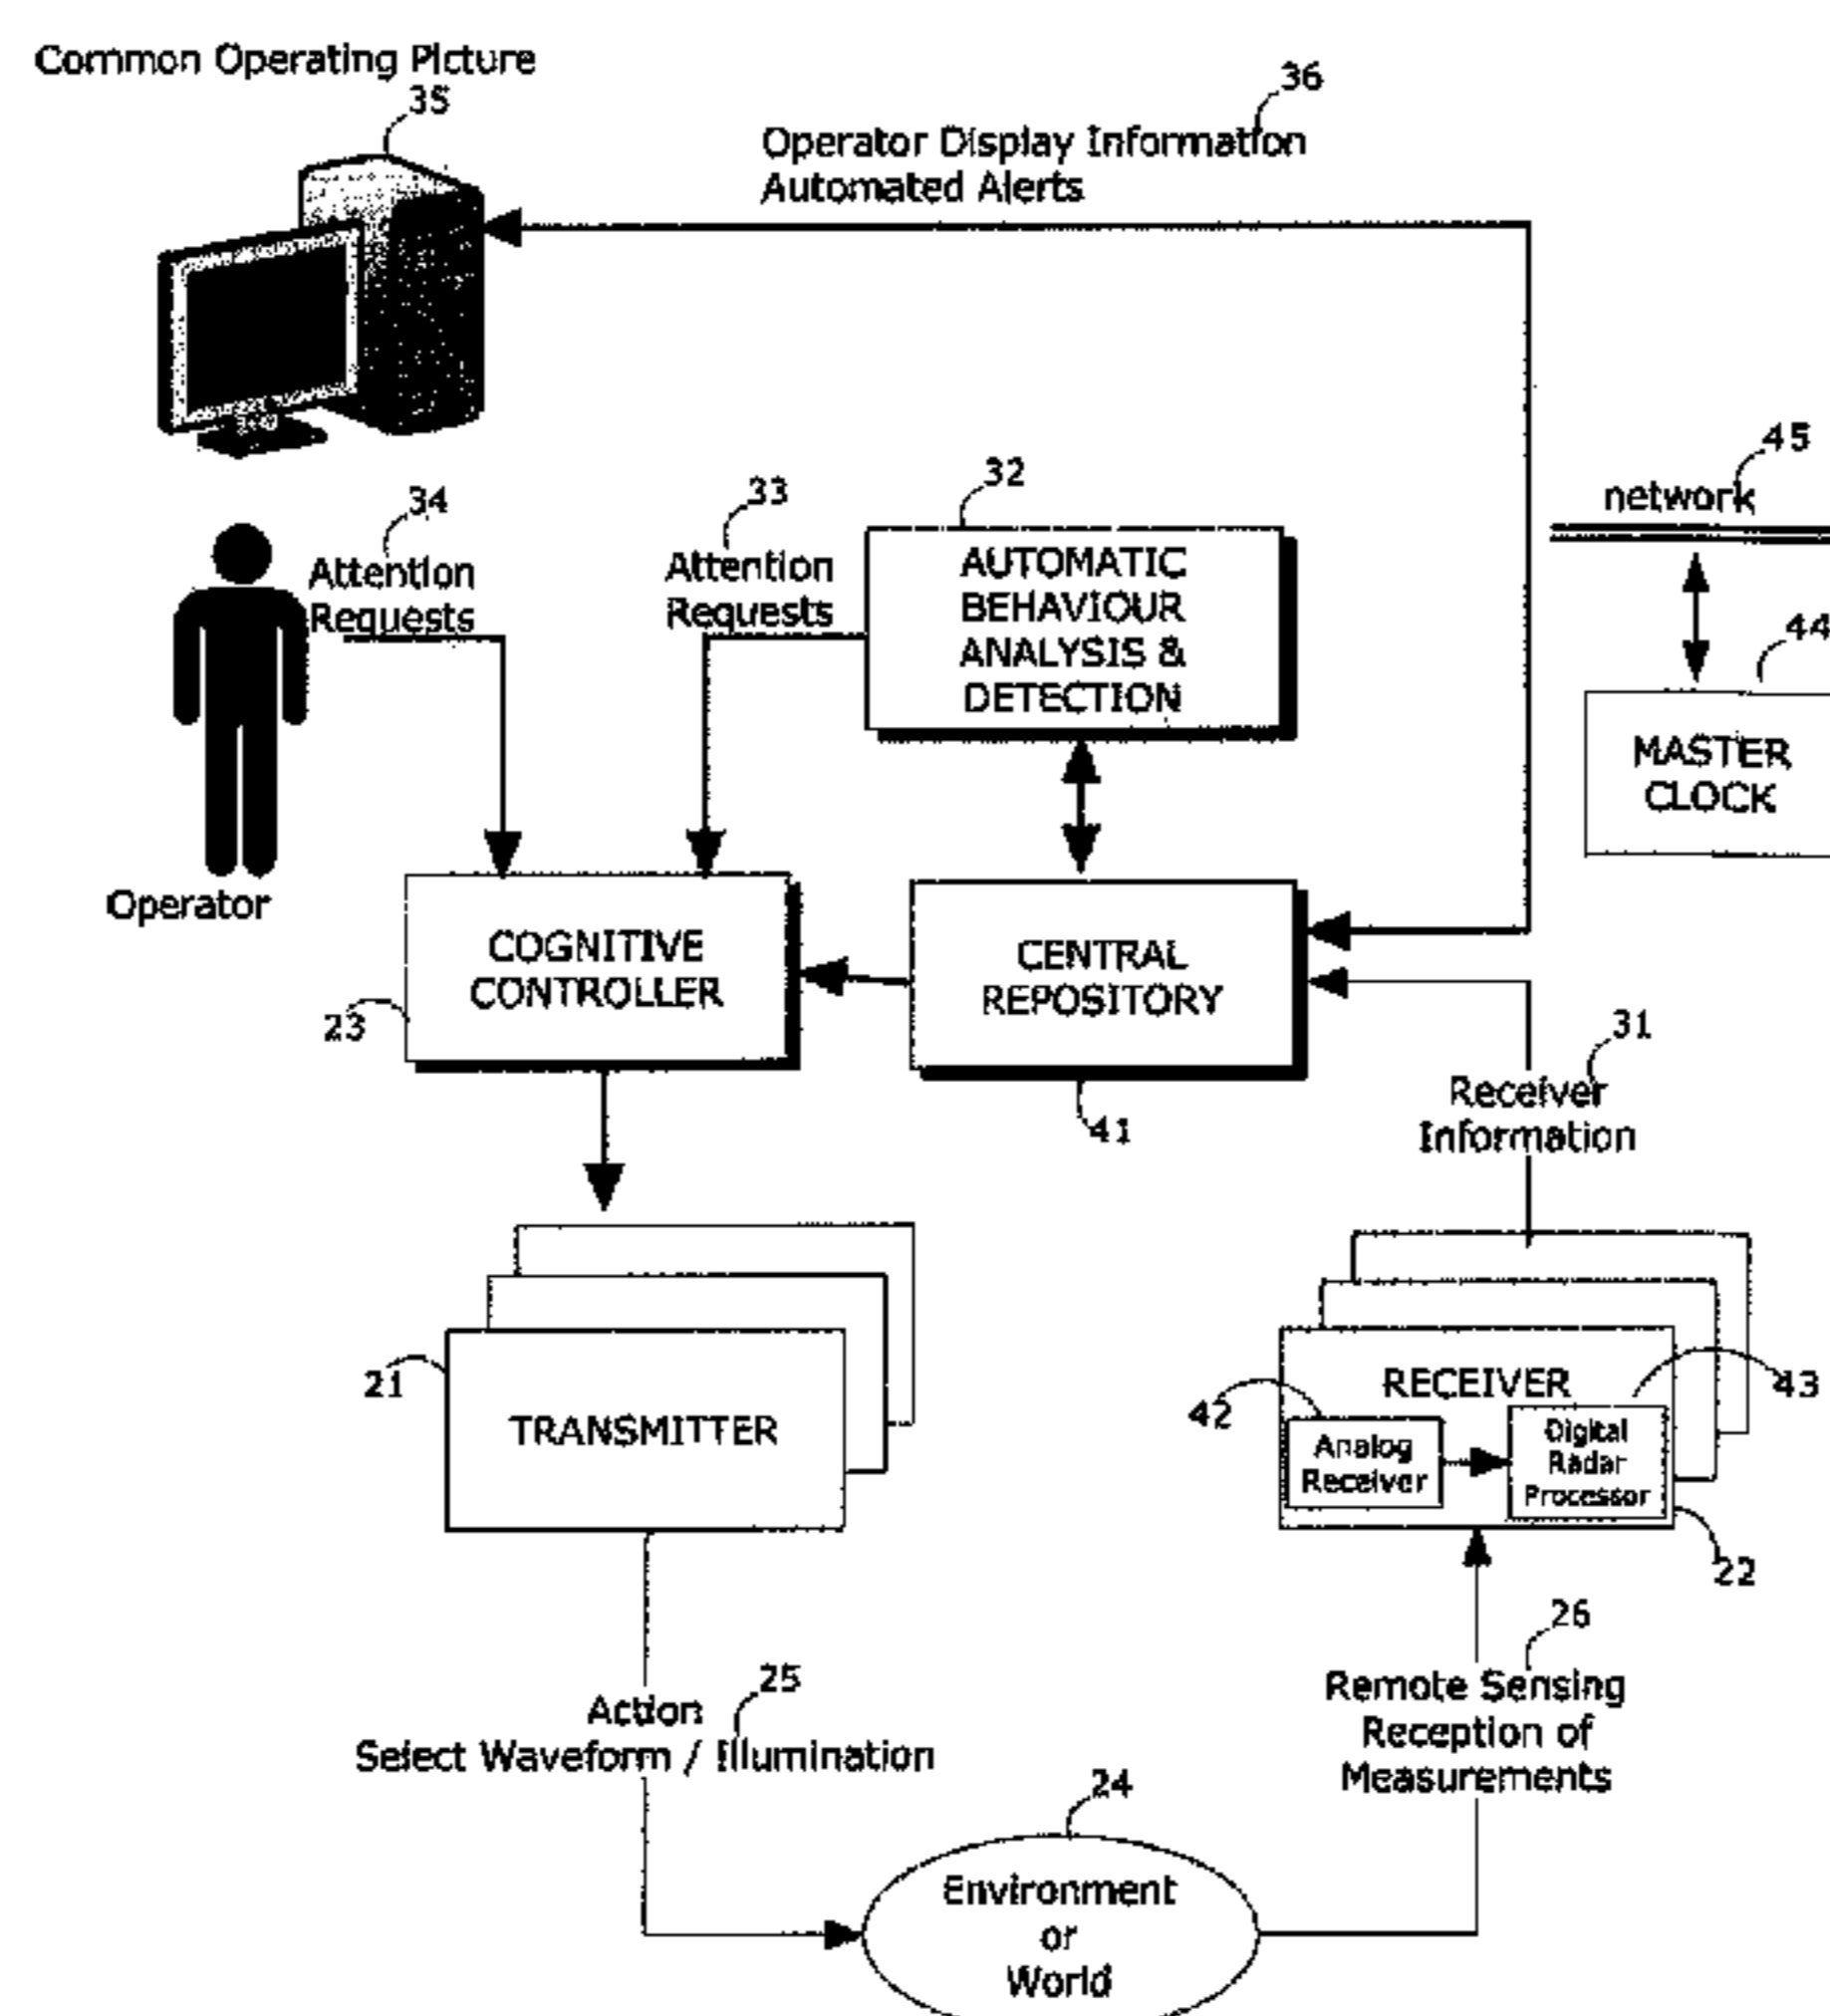 Common Operating Picture
35
36
Operator Display Information
Automated Alerts
45
network
34
Attention
Requests
33
Attention
Requests
32
AUTOMATIC
BEHAVIOUR
ANALYSIS &
DETECTION
44
MASTER
CLOCK
Operator
COGNITIVE
CONTROLLER
23
CENTRAL
REPOSITORY
41
31
Receiver
Information
21
TRANSMITTER
RECEIVER
43
42
Analog
Receiver
Digital
Radar
Processor
22
26
Remote Sensing
Reception of
Measurements
25
Action
Select Waveform / Illumination
24
Environment
or
World